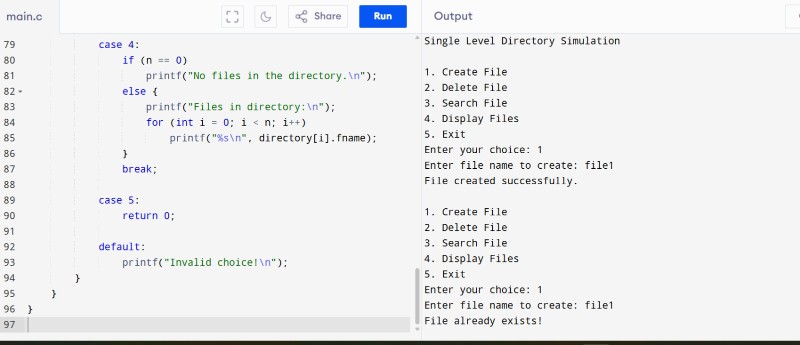 main.c
Share
Run
Output
79 case 4:
80 if (n == 0)
81 printf("No files in the directory.\n");
82 else {
83 printf("Files in directory:\n");
84 for (int i = 0; i < n; i++)
85 printf("%s\n", directory[i].fname);
86 }
87 break;
88
89 case 5:
90 return 0;
91
92 default:
93 printf("Invalid choice!\n");
94 }
95 }
96 }
97
Single Level Directory Simulation
1. Create File
2. Delete File
3. Search File
4. Display Files
5. Exit
Enter your choice: 1
Enter file name to create: file1
File created successfully.
1. Create File
2. Delete File
3. Search File
4. Display Files
5. Exit
Enter your choice: 1
Enter file name to create: file1
File already exists!